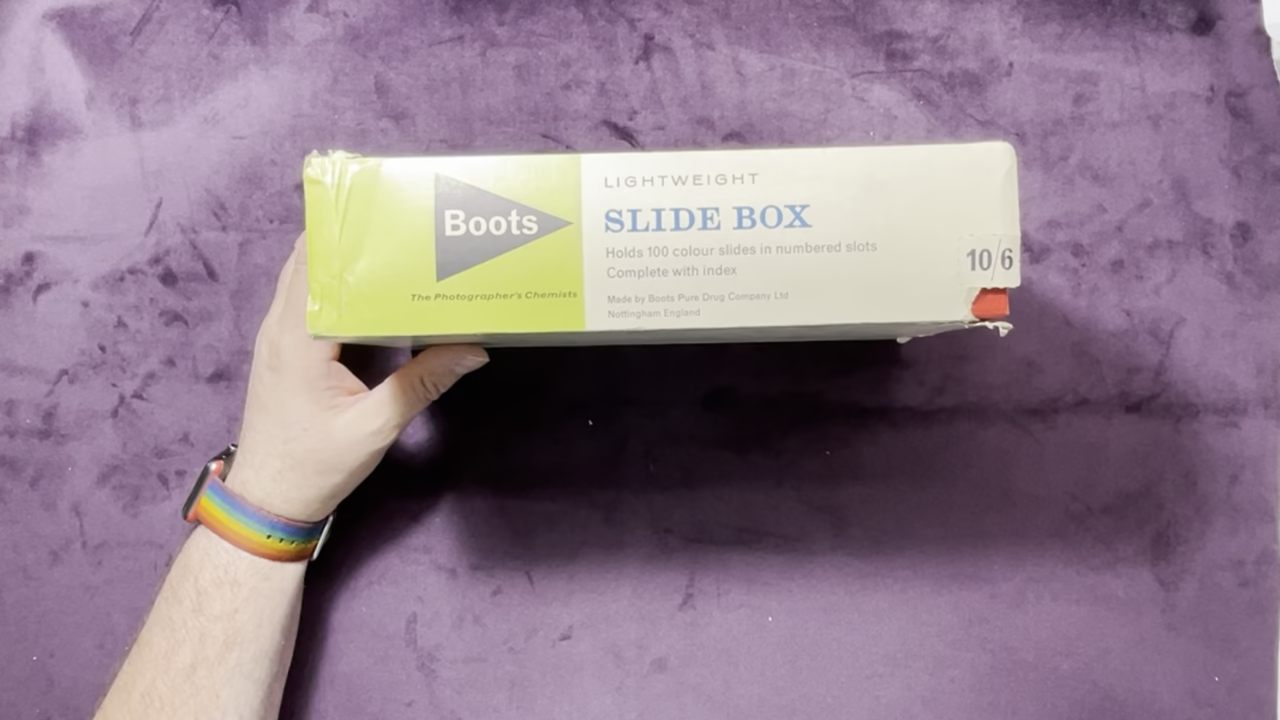 Boots
The Photographer's Chemists
LIGHTWEIGHT
SLIDE BOX
Holds 100 colour slides in numbered slots
Complete with index
Made by Boots Pure Drug Company Ltd
Nottingham England
10/6